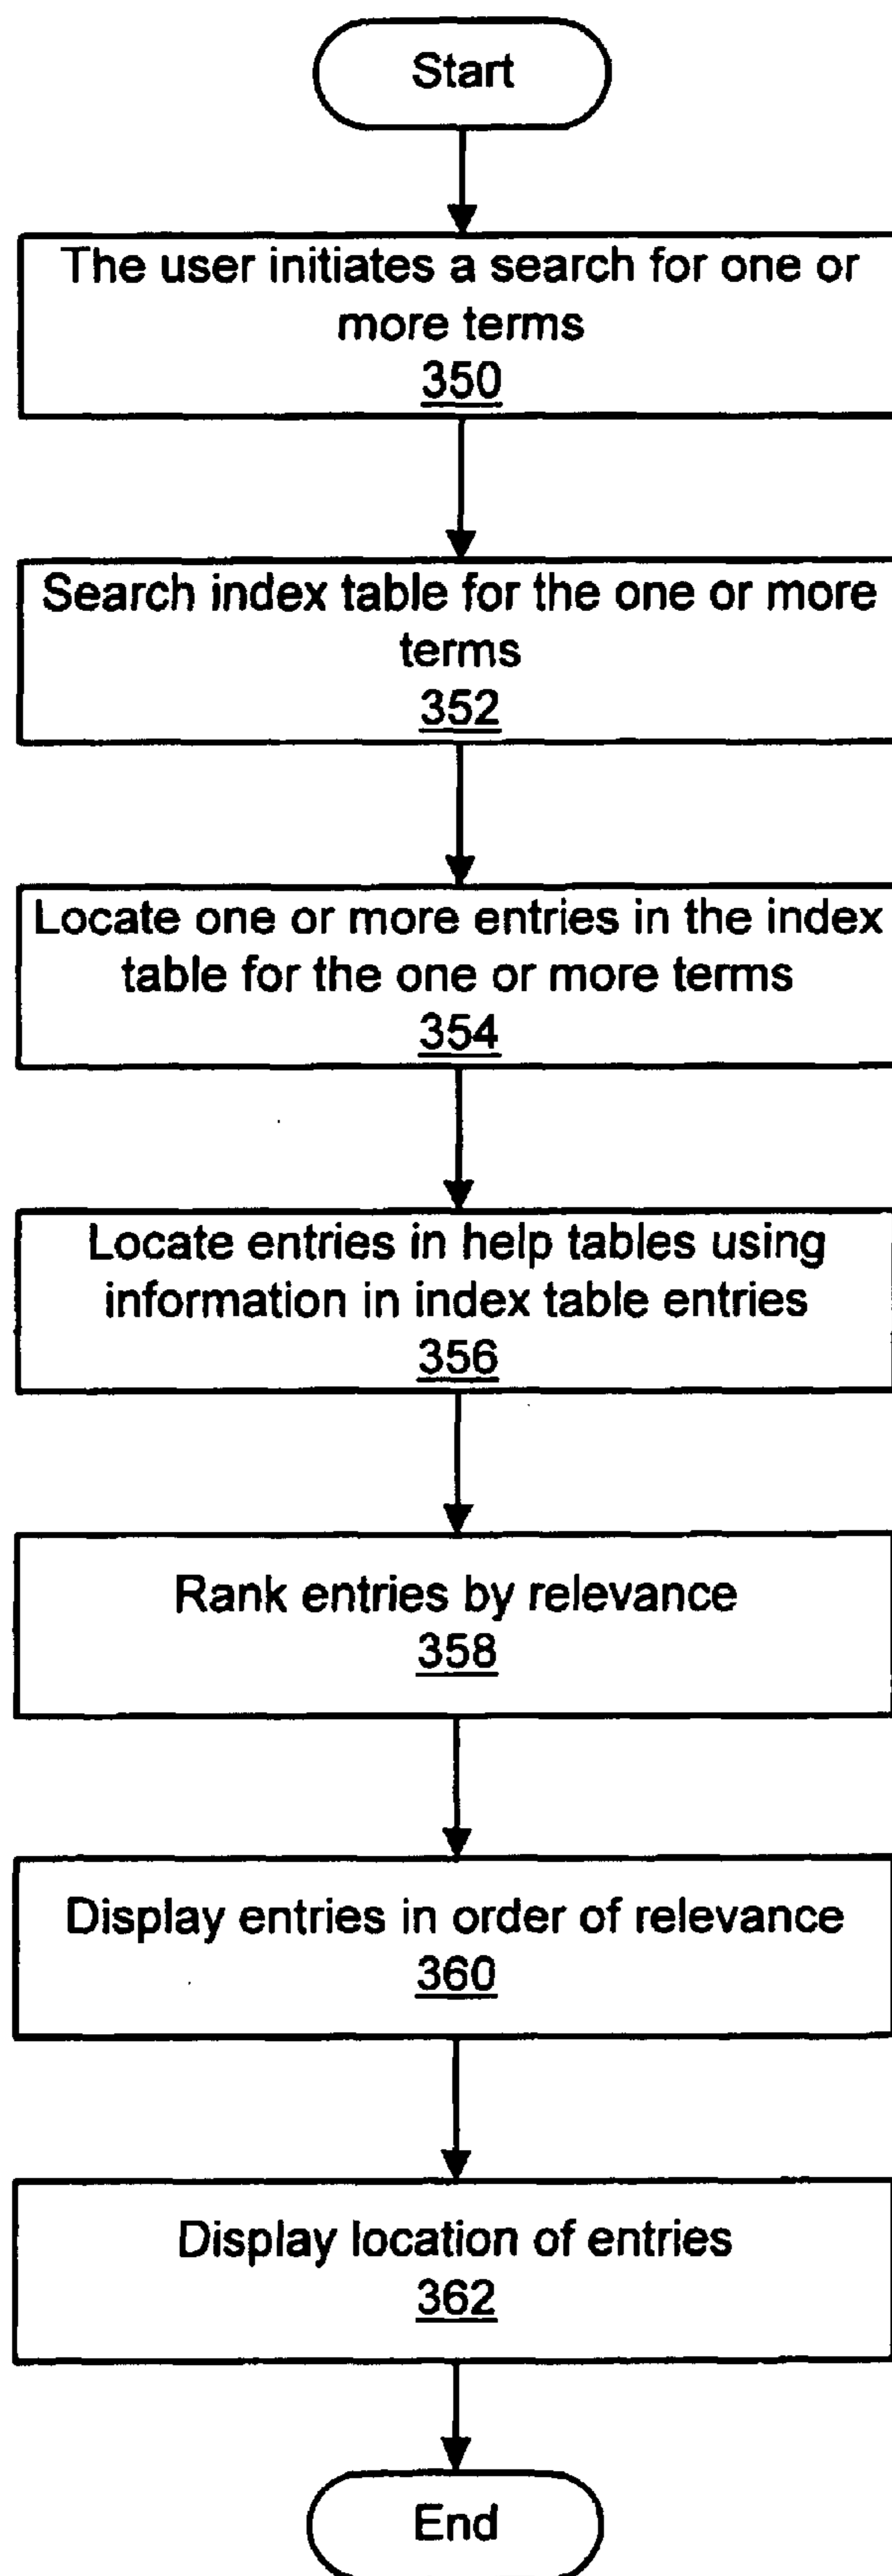 Start
The user initiates a search for one or
more terms
350
Search index table for the one or more
terms
352
Locate one or more entries in the index
table for the one or more terms
354
Locate entries in help tables using
information in index table entries
356
Rank entries by relevance
358
Display entries in order of relevance
360
Display location of entries
362
End